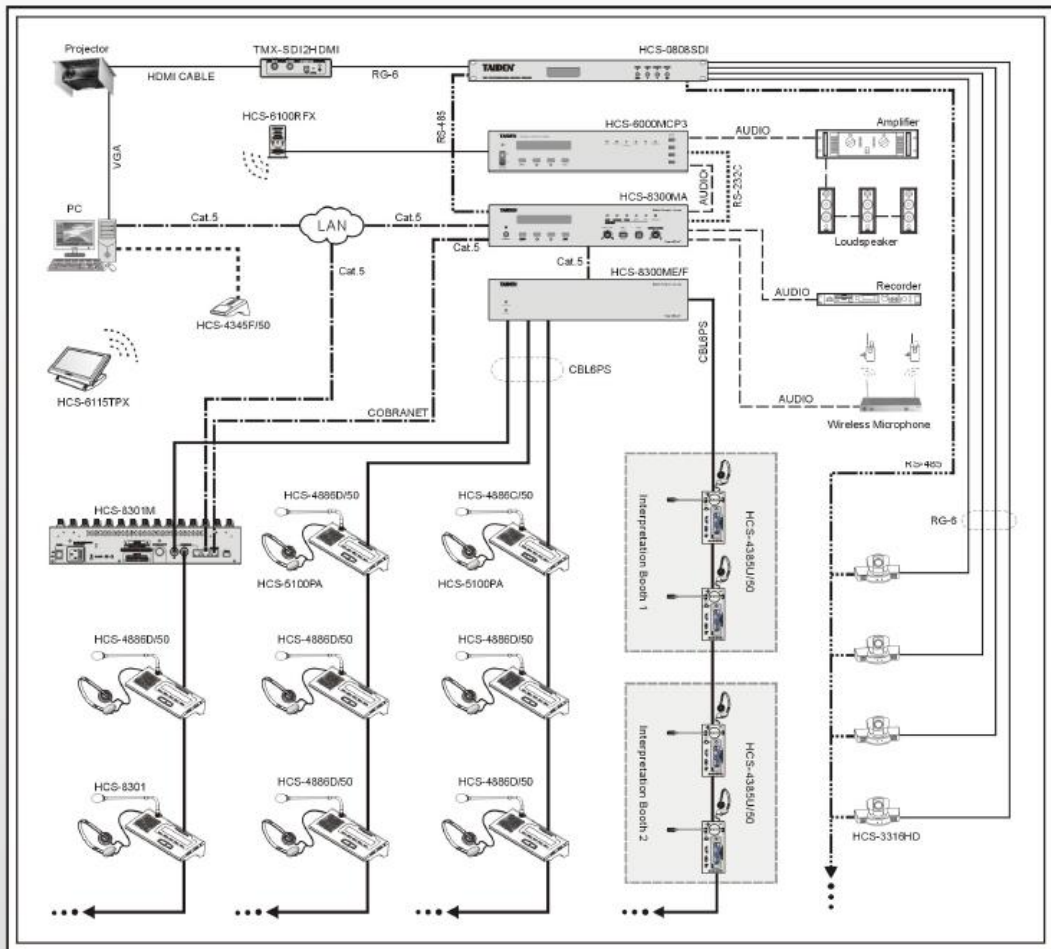 Projector
TMX-SDI2HDMI
HCS-0808SDI
HDMI CABLE
RG-6
TAIDEN
HCS-6100RFX
RS-485
HCS-6000MCP3
AUDIO
Amplifier
VGA
TAIDEN
AUDIO
RS-232C
HCS-8300MA
PC
Cat.5
LAN
Cat.5
TAIDEN
Cat.5
Loudspeaker
Cat.5
Cat.5
HCS-8300ME/F
TAIDEN
AUDIO
Recorder
HCS-4345F/50
CBL6PS
CBL6PS
HCS-6115TPX
COBRANET
AUDIO
Wireless Microphone
RS-485
HCS-8301M
HCS-4886D/50
HCS-4886C/50
Interpretation Booth 1
HCS-4385U/50
RG-6
HCS-5100PA
HCS-5100PA
HCS-4886D/50
HCS-4886D/50
HCS-4886D/50
Interpretation Booth 2
HCS-4385U/50
HCS-8301
HCS-4886D/50
HCS-4886D/50
HCS-3316HD